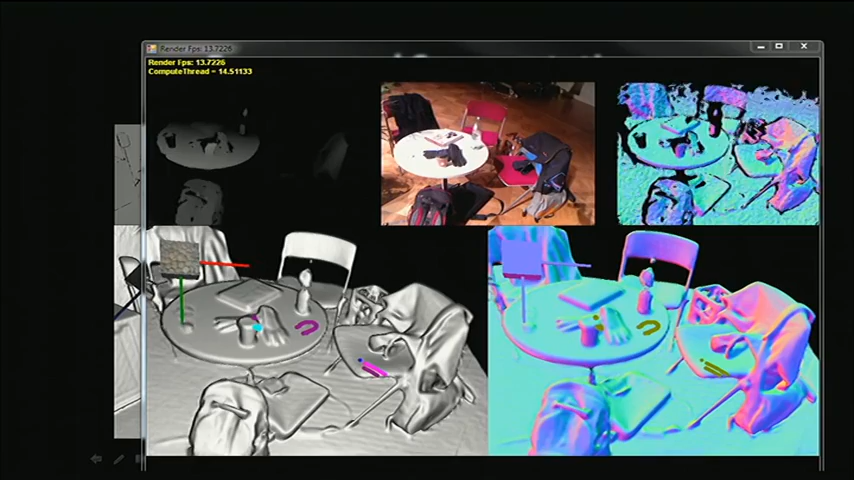 Render Fps: 13.7226
Render Fps: 13.7226
ComputeThread = 14.51133